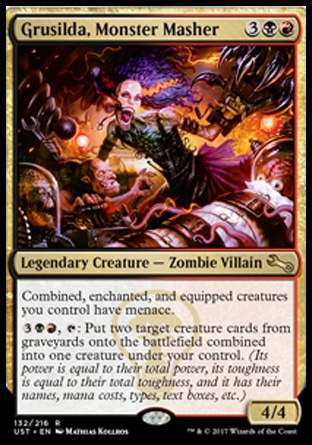 Grusilda, Monster Masher 3
Legendary Creature — Zombie Villain
Combined, enchanted, and equipped creatures
you control have menace.
3, : Put two target creature cards from
graveyards onto the battlefield combined
into one creature under your control. (Its
power is equal to their total power, its toughness
is equal to their total toughness, and it has their
names, mana costs, types, text boxes, etc.)
4/4
132/216 R
UST • EN MATHIAS KOLLROS
™ & © 2017 Wizards of the Coast